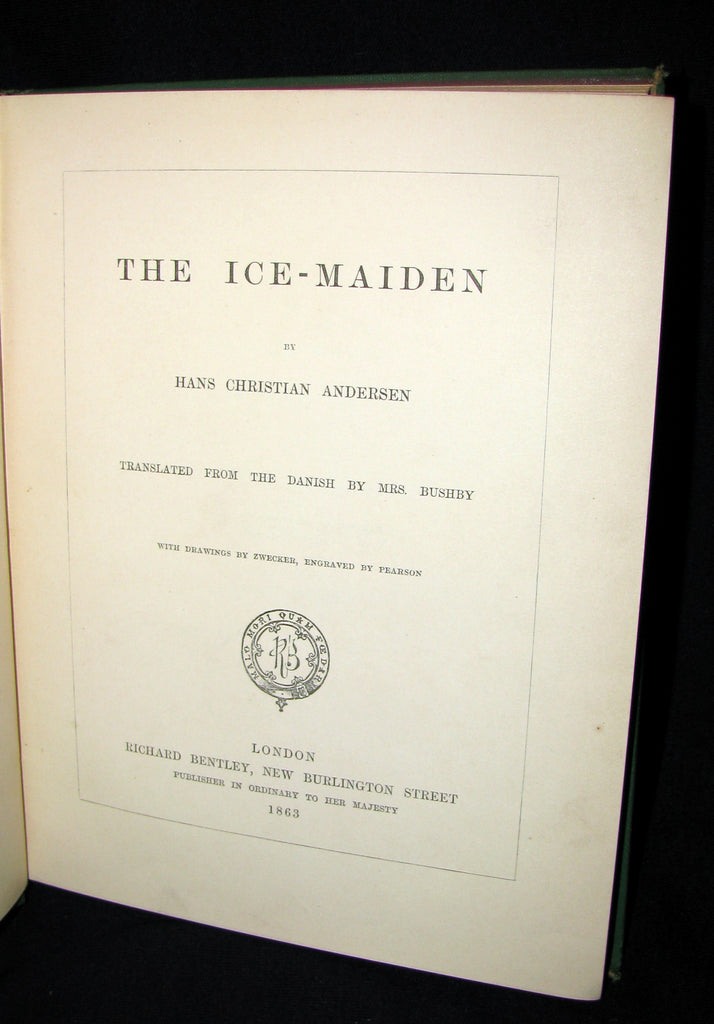 THE ICE-MAIDEN
BY
HANS CHRISTIAN ANDERSEN
TRANSLATED FROM THE DANISH BY MRS. BUSHBY
WITH DRAWINGS BY ZWECKER, ENGRAVED BY PEARSON
MALO MORI QUAM FŒDARI
RB
LONDON
RICHARD BENTLEY, NEW BURLINGTON STREET
PUBLISHER IN ORDINARY TO HER MAJESTY
1863